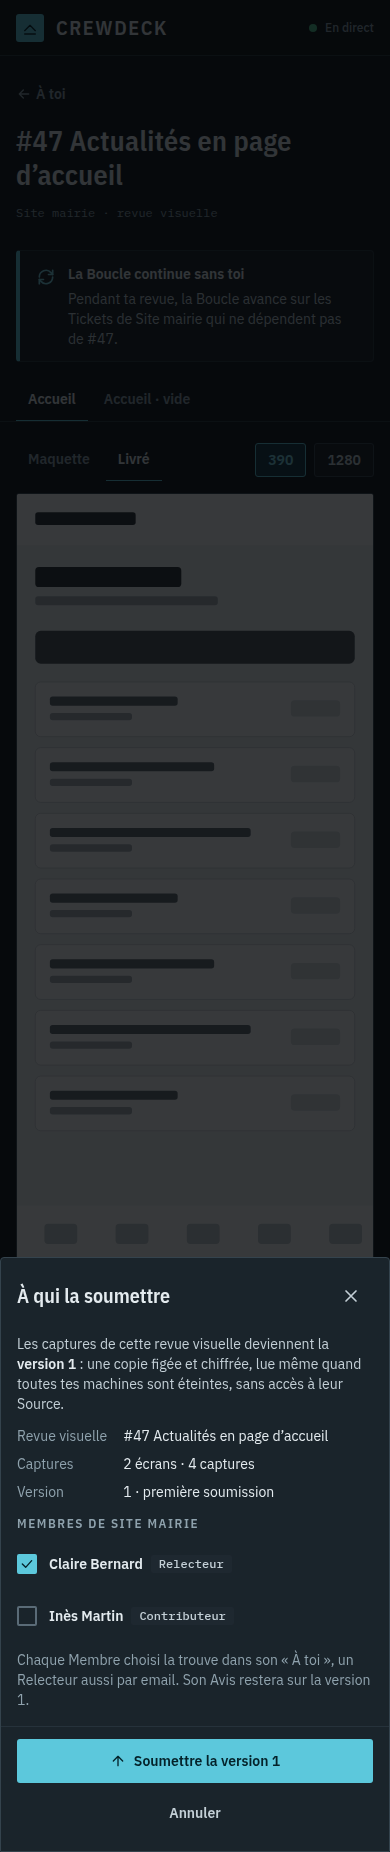 CREWDECK
En direct
← À toi
#47 Actualités en page
d’accueil
Site mairie · revue visuelle
La Boucle continue sans toi
Pendant ta revue, la Boucle avance sur les
Tickets de Site mairie qui ne dépendent pas
de #47.
Accueil
Accueil · vide
Maquette
Livré
390
1280
À qui la soumettre
Les captures de cette revue visuelle deviennent la
version 1 : une copie figée et chiffrée, lue même quand
toutes tes machines sont éteintes, sans accès à leur
Source.
Revue visuelle #47 Actualités en page d’accueil
Captures 2 écrans · 4 captures
Version 1 · première soumission
MEMBRES DE SITE MAIRIE
Claire Bernard Relecteur
Inès Martin Contributeur
Chaque Membre choisi la trouve dans son « À toi », un
Relecteur aussi par email. Son Avis restera sur la version
1.
↑ Soumettre la version 1
Annuler